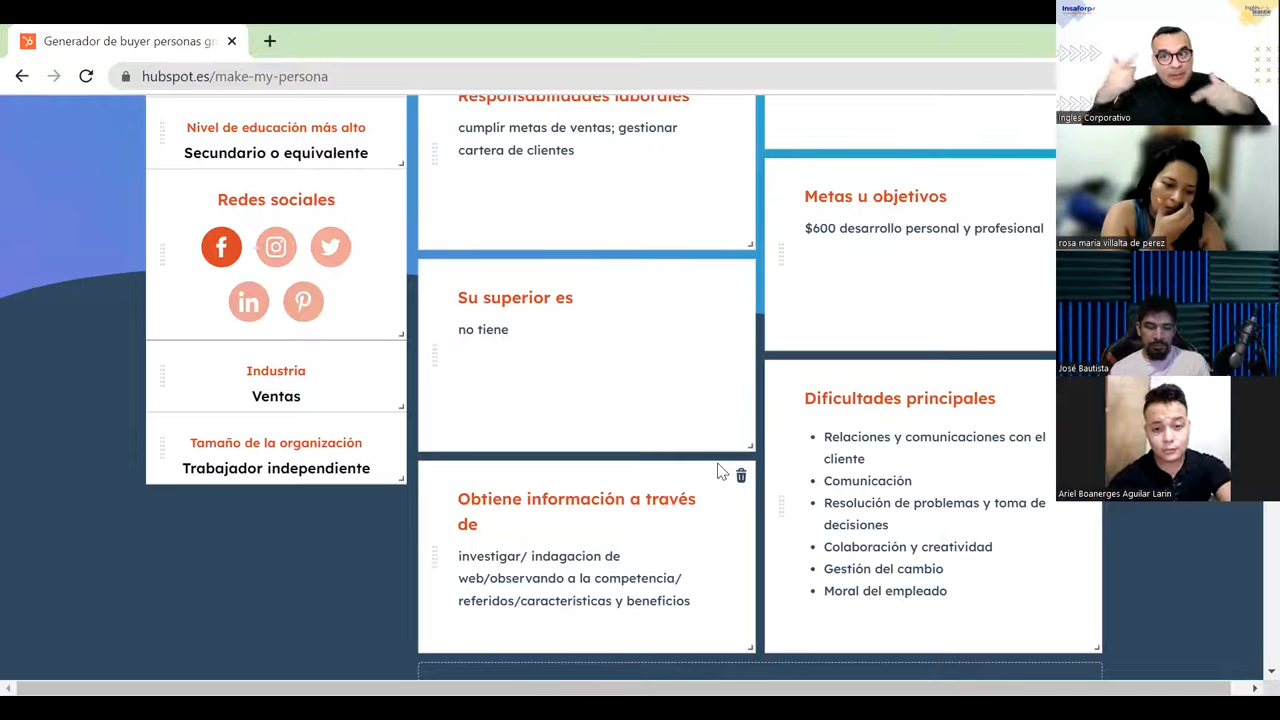 Generador de buyer personas gr
hubspot.es/make-my-persona
Nivel de educación más alto
Secundario o equivalente
Redes sociales
Industria
Ventas
Tamaño de la organización
Trabajador independiente
Responsabilidades laborales
cumplir metas de ventas; gestionar
cartera de clientes
Su superior es
no tiene
Obtiene información a través
de
investigar/ indagacion de
web/observando a la competencia/
referidos/características y beneficios
Metas u objetivos
$600 desarrollo personal y profesional
Dificultades principales
Relaciones y comunicaciones con el
cliente
Comunicación
Resolución de problemas y toma de
decisiones
Colaboración y creatividad
Gestión del cambio
Moral del empleado
Insaforp
Ingles Corporativo
rosa maria villalta de perez
José Bautista
Ariel Boanerges Aguilar Larin